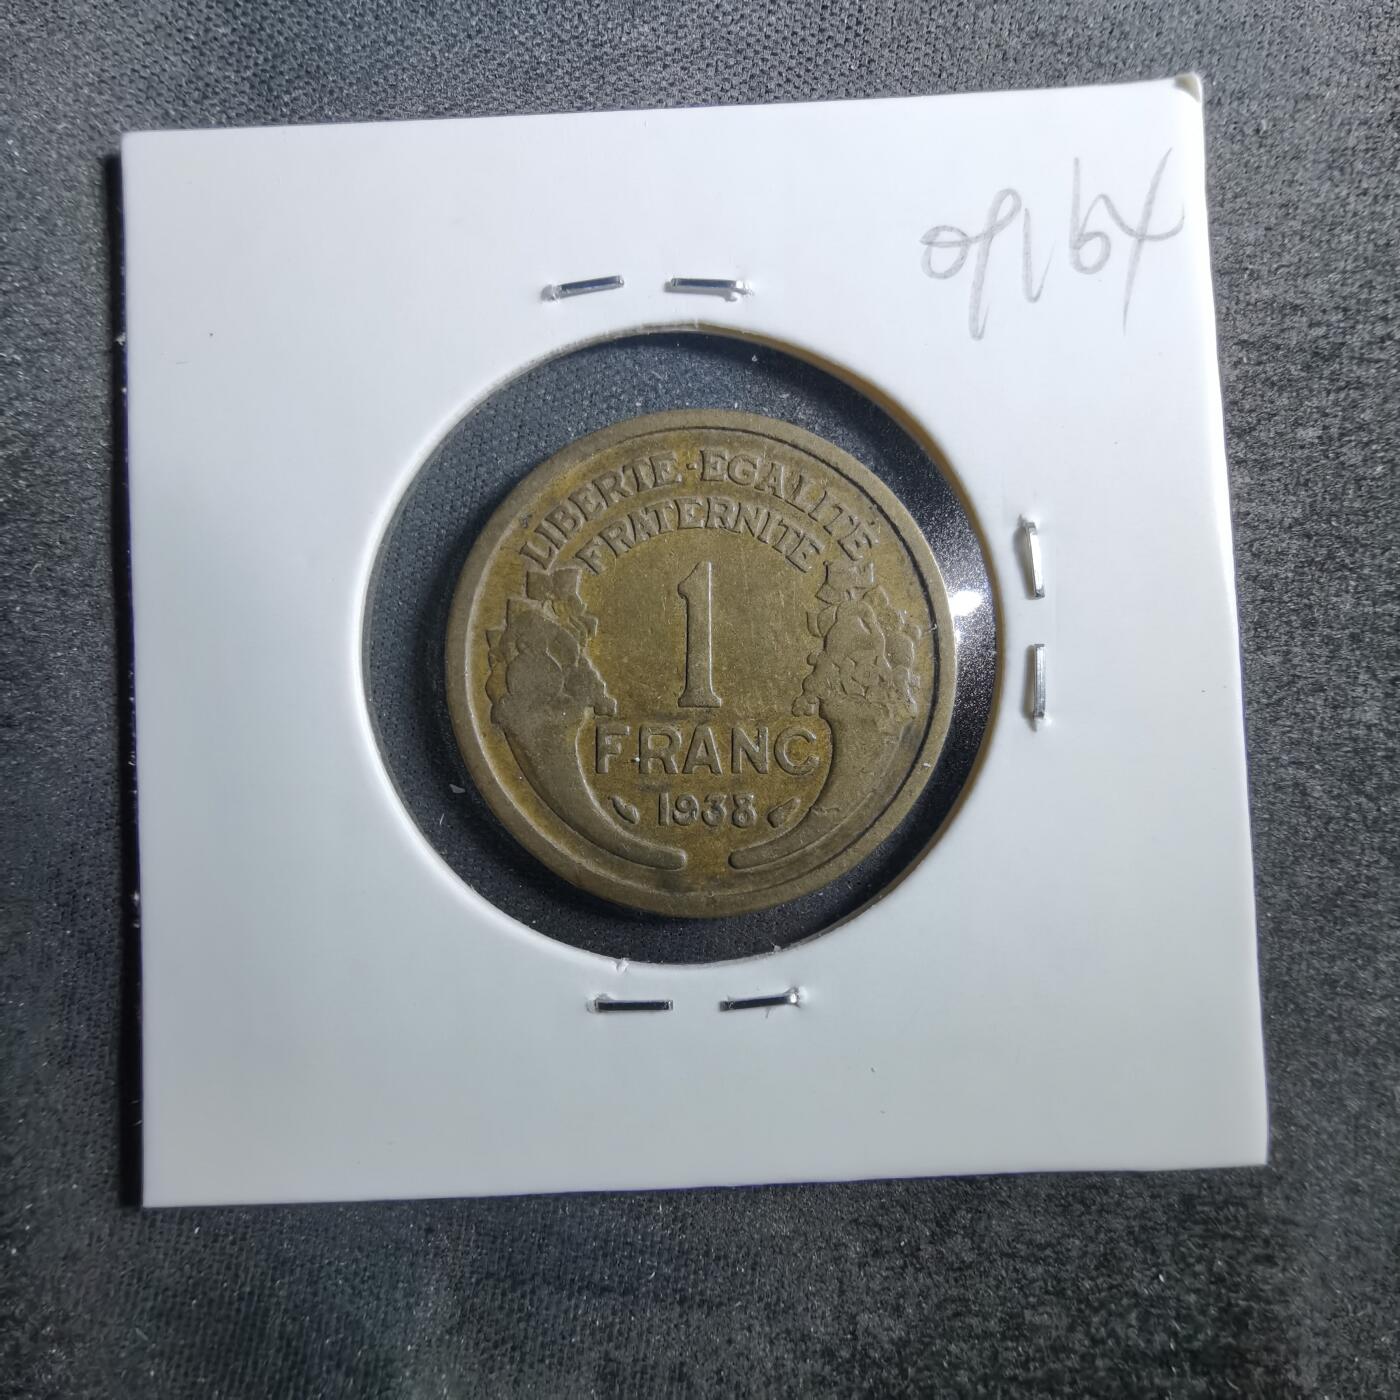 LIBERTE·EGALITE
FRATERNITE
1
FRANC
1938